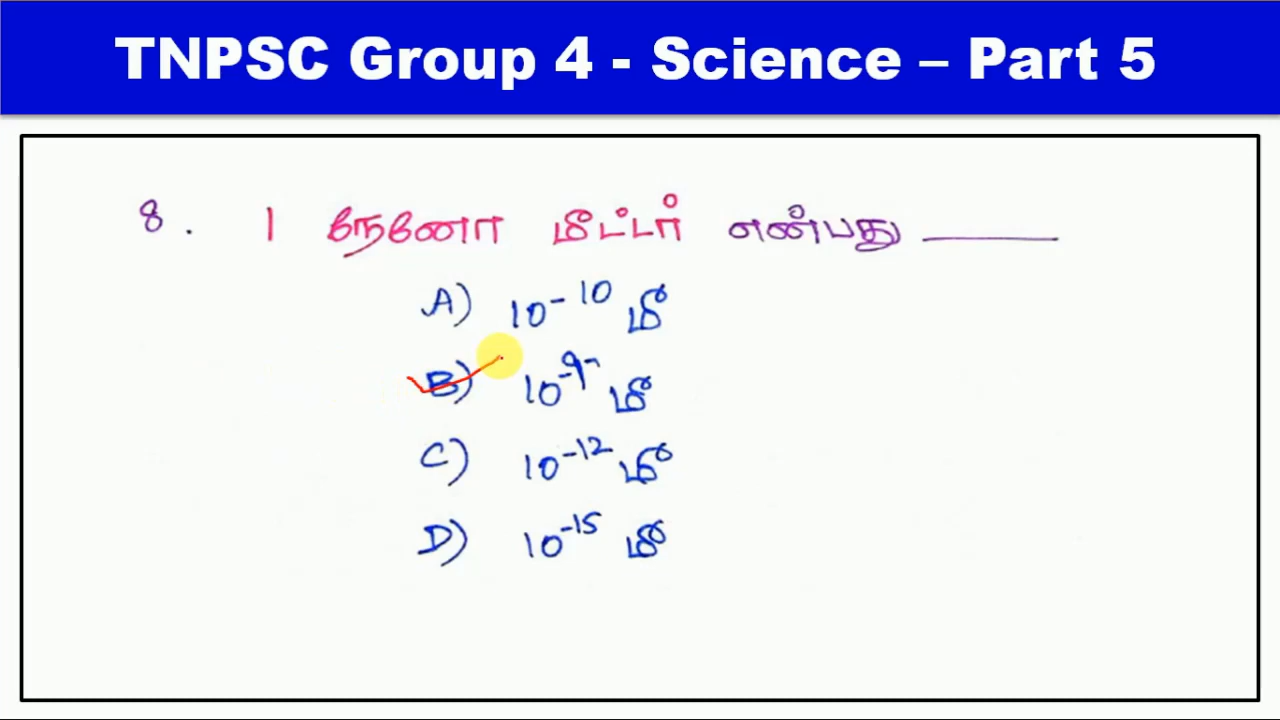 TNPSC Group 4 - Science – Part 5
8. 1 நேனோ மீட்டர் என்பது ______
A) 10⁻¹⁰ மீ
B) 10⁻⁹ மீ
C) 10⁻¹² மீ
D) 10⁻¹⁵ மீ